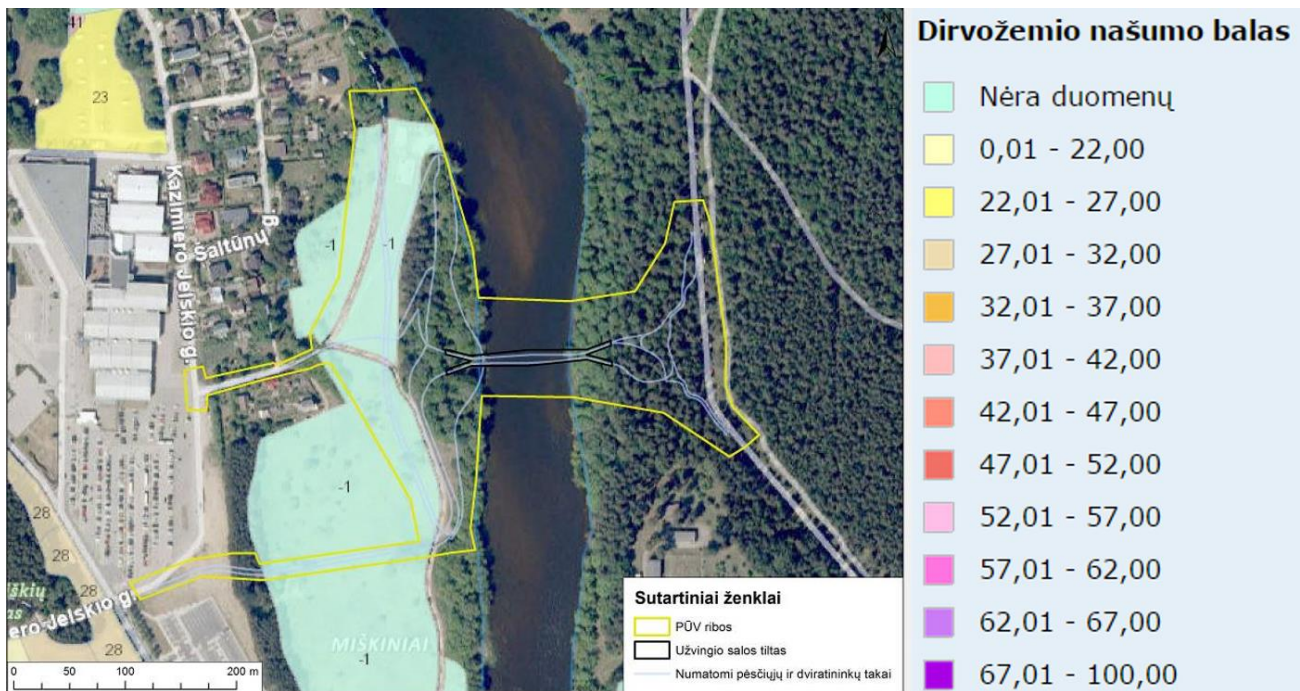 41
23
Kazimiero Jelskio g.
Šaltūnų g.
-1
-1
-1
28
28
28
28
ero Jelskio g.
MIŠKINIAI
-1
0 50 100 200 m
Sutartiniai ženklai
PŪV ribos
Užvingio salos tiltas
Numatomi pėsčiųjų ir dviratininkų takai
Dirvožemio našumo balas
Nėra duomenų
0,01 - 22,00
22,01 - 27,00
27,01 - 32,00
32,01 - 37,00
37,01 - 42,00
42,01 - 47,00
47,01 - 52,00
52,01 - 57,00
57,01 - 62,00
62,01 - 67,00
67,01 - 100,00